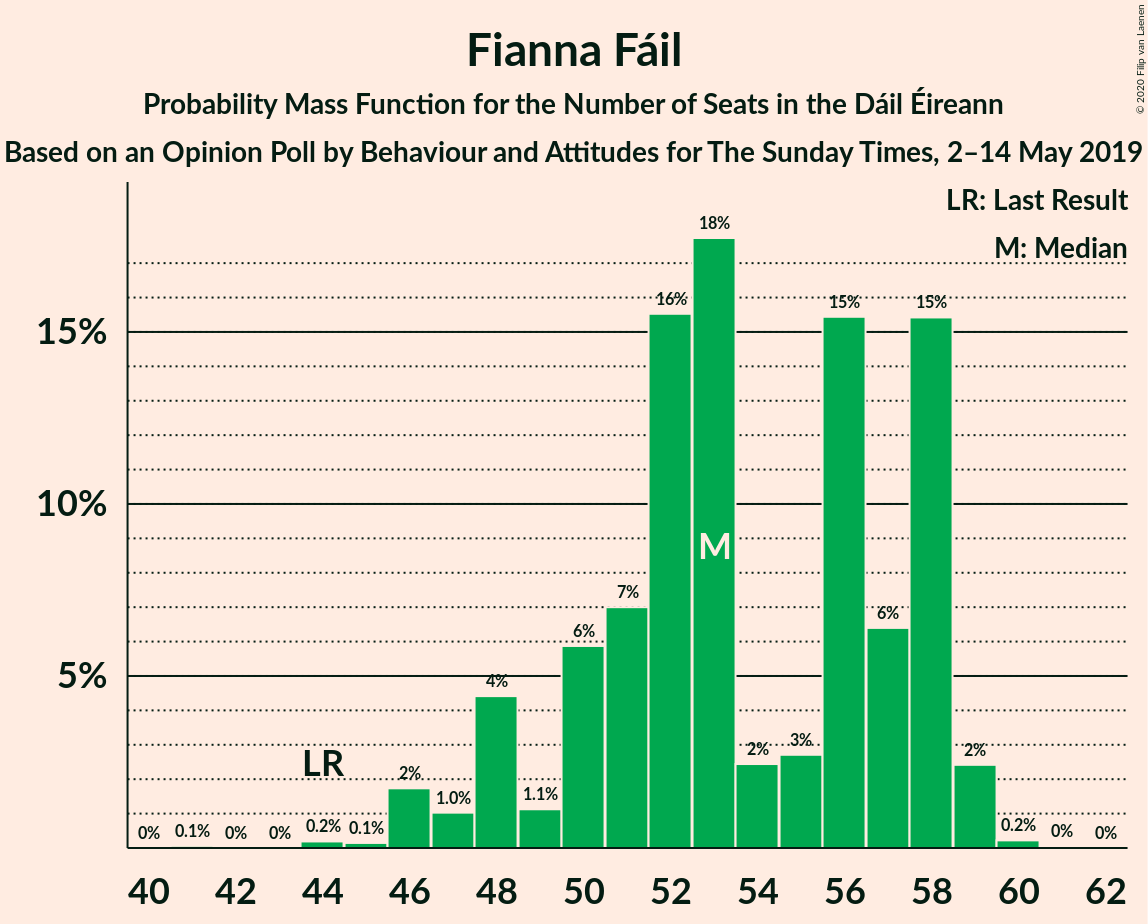 Fianna Fáil
Probability Mass Function for the Number of Seats in the Dáil Éireann
Based on an Opinion Poll by Behaviour and Attitudes for The Sunday Times, 2–14 May 2019
© 2020 Filip van Laenen
LR: Last Result
M: Median
15%
10%
5%
0%
0.1%
0%
0%
0.2%
0.1%
2%
1.0%
4%
1.1%
6%
7%
16%
18%
2%
3%
15%
6%
15%
2%
0.2%
0%
0%
LR
M
40 42 44 46 48 50 52 54 56 58 60 62